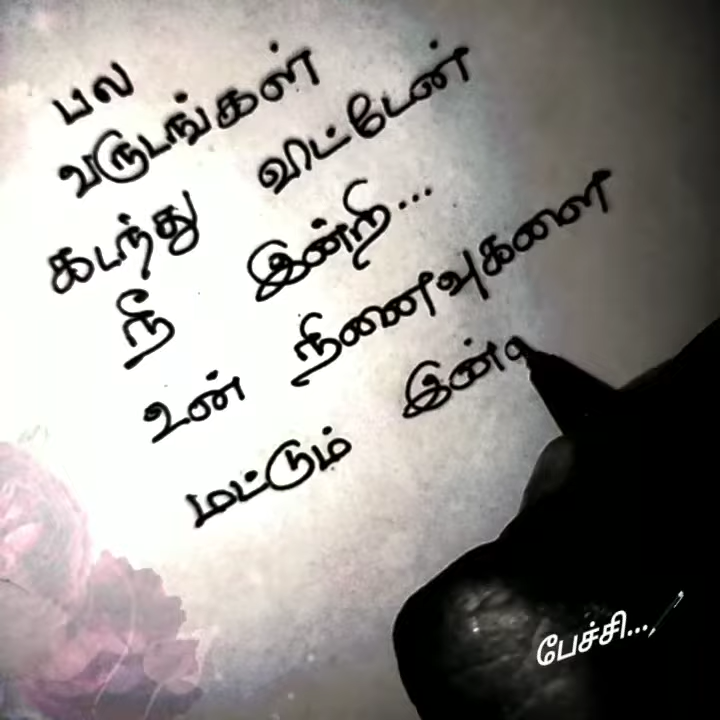 பல
வருடங்கள்
கடந்து விட்டேன்
நீ இன்றி...
உன் நினைவுகளை
மட்டும்
பேச்சி...